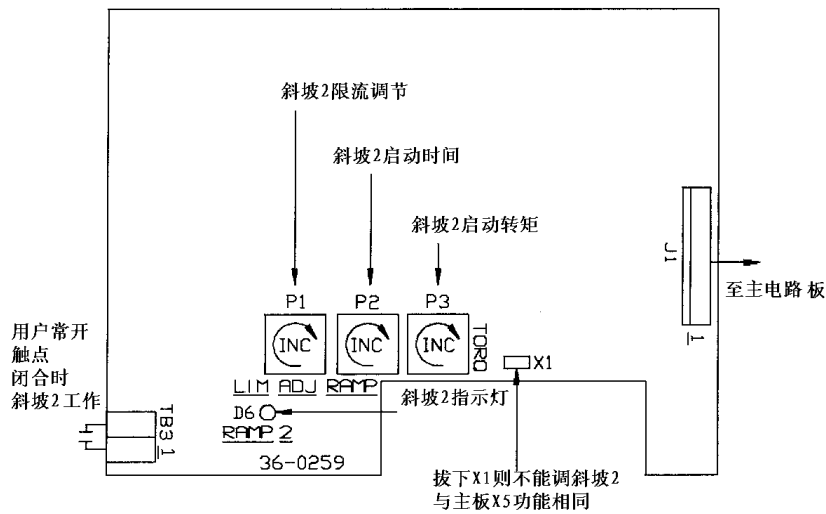 斜坡2限流调节
斜坡2启动时间
斜坡2启动转矩
J1
至主电路板
1
P1
P2
P3
INC
INC
INC
TORQ
X1
用户常开
触点
闭合时
斜坡2工作
LIM ADJ RAMP
D6
斜坡2指示灯
RAMP 2
TB3
1
36-0259
拔下X1则不能调斜坡2
与主板X5功能相同